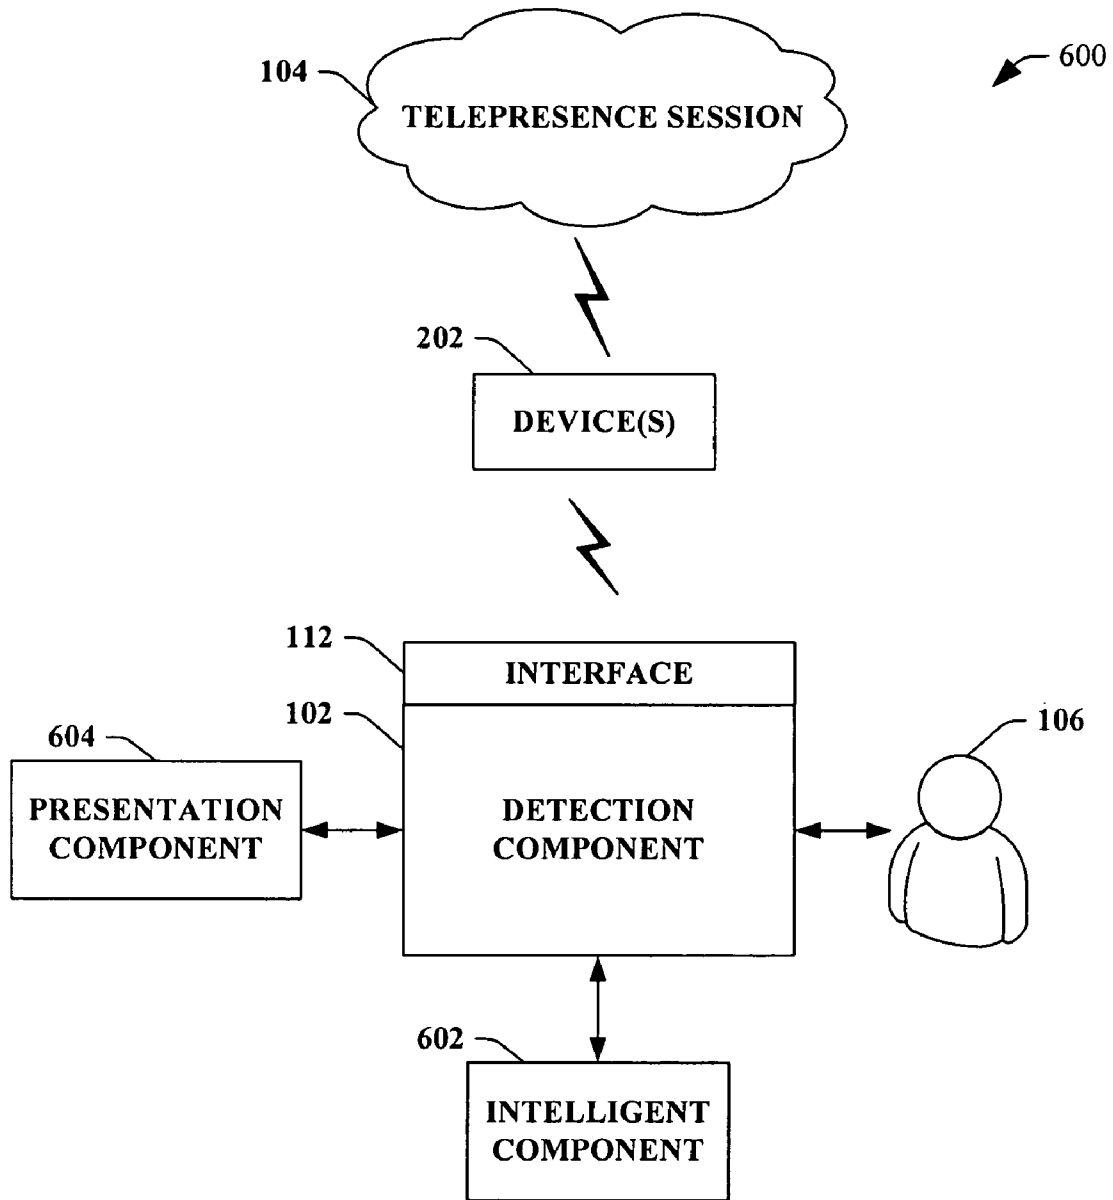 600
104
TELEPRESENCE SESSION
202
DEVICE(S)
112
INTERFACE
102
604
106
PRESENTATION
COMPONENT
DETECTION
COMPONENT
602
INTELLIGENT
COMPONENT